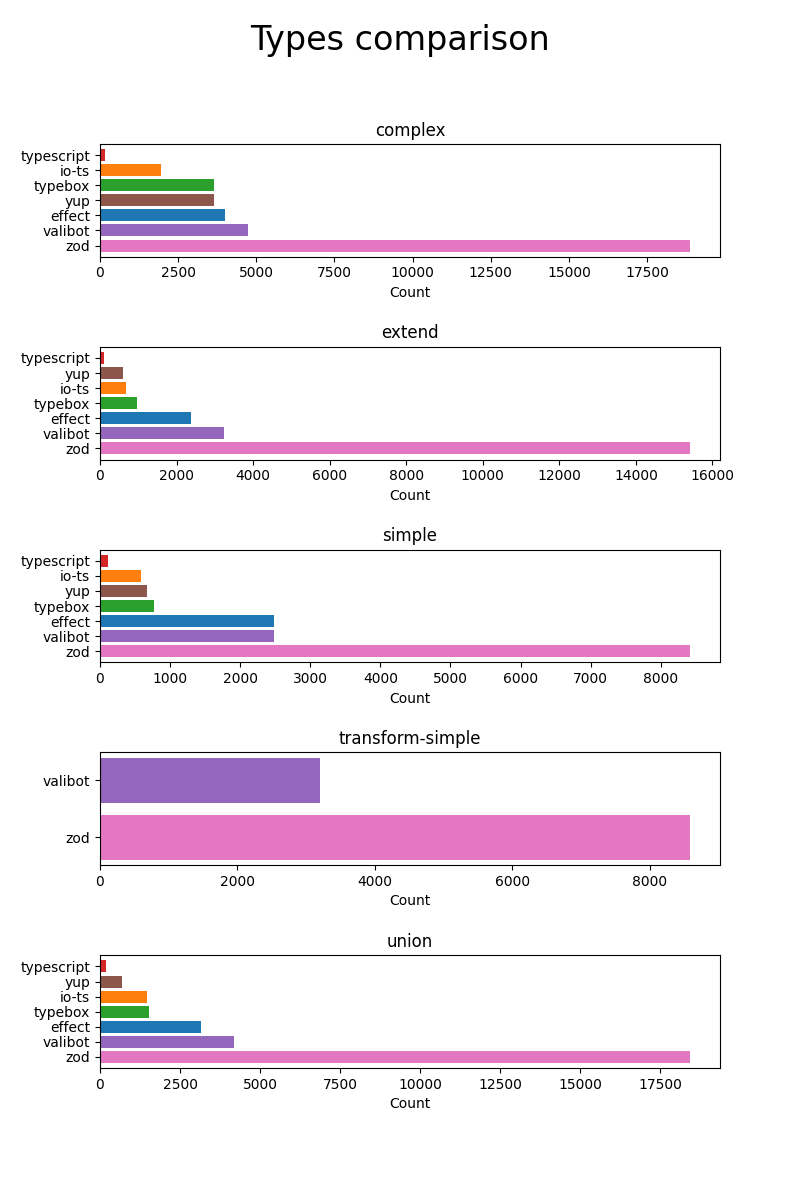 Types comparison
complex
typescript
io-ts
typebox
yup
effect
valibot
zod
0 2500 5000 7500 10000 12500 15000 17500
Count
extend
typescript
yup
io-ts
typebox
effect
valibot
zod
0 2000 4000 6000 8000 10000 12000 14000 16000
Count
simple
typescript
io-ts
yup
typebox
effect
valibot
zod
0 1000 2000 3000 4000 5000 6000 7000 8000
Count
transform-simple
valibot
zod
0 2000 4000 6000 8000
Count
union
typescript
yup
io-ts
typebox
effect
valibot
zod
0 2500 5000 7500 10000 12500 15000 17500
Count